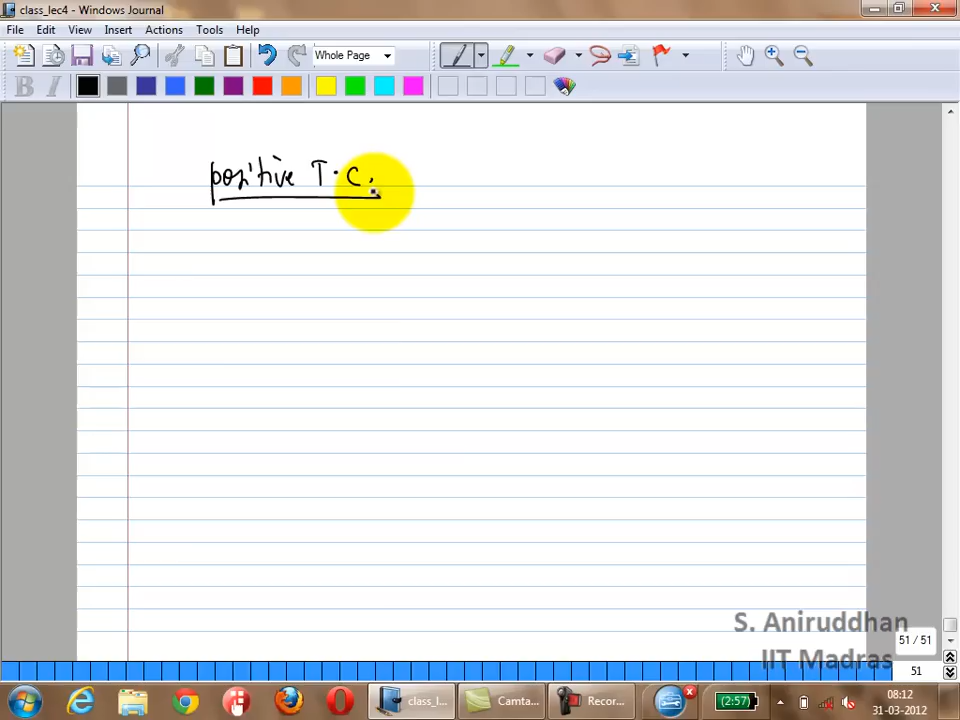 class_lec4 - Windows Journal
File Edit View Insert Actions Tools Help
Whole Page
B I
positive T.C.
S. Aniruddhan
IIT Madras
51 / 51
51
class_l... Camta... Recor... (2:57) 08:12
31-03-2012